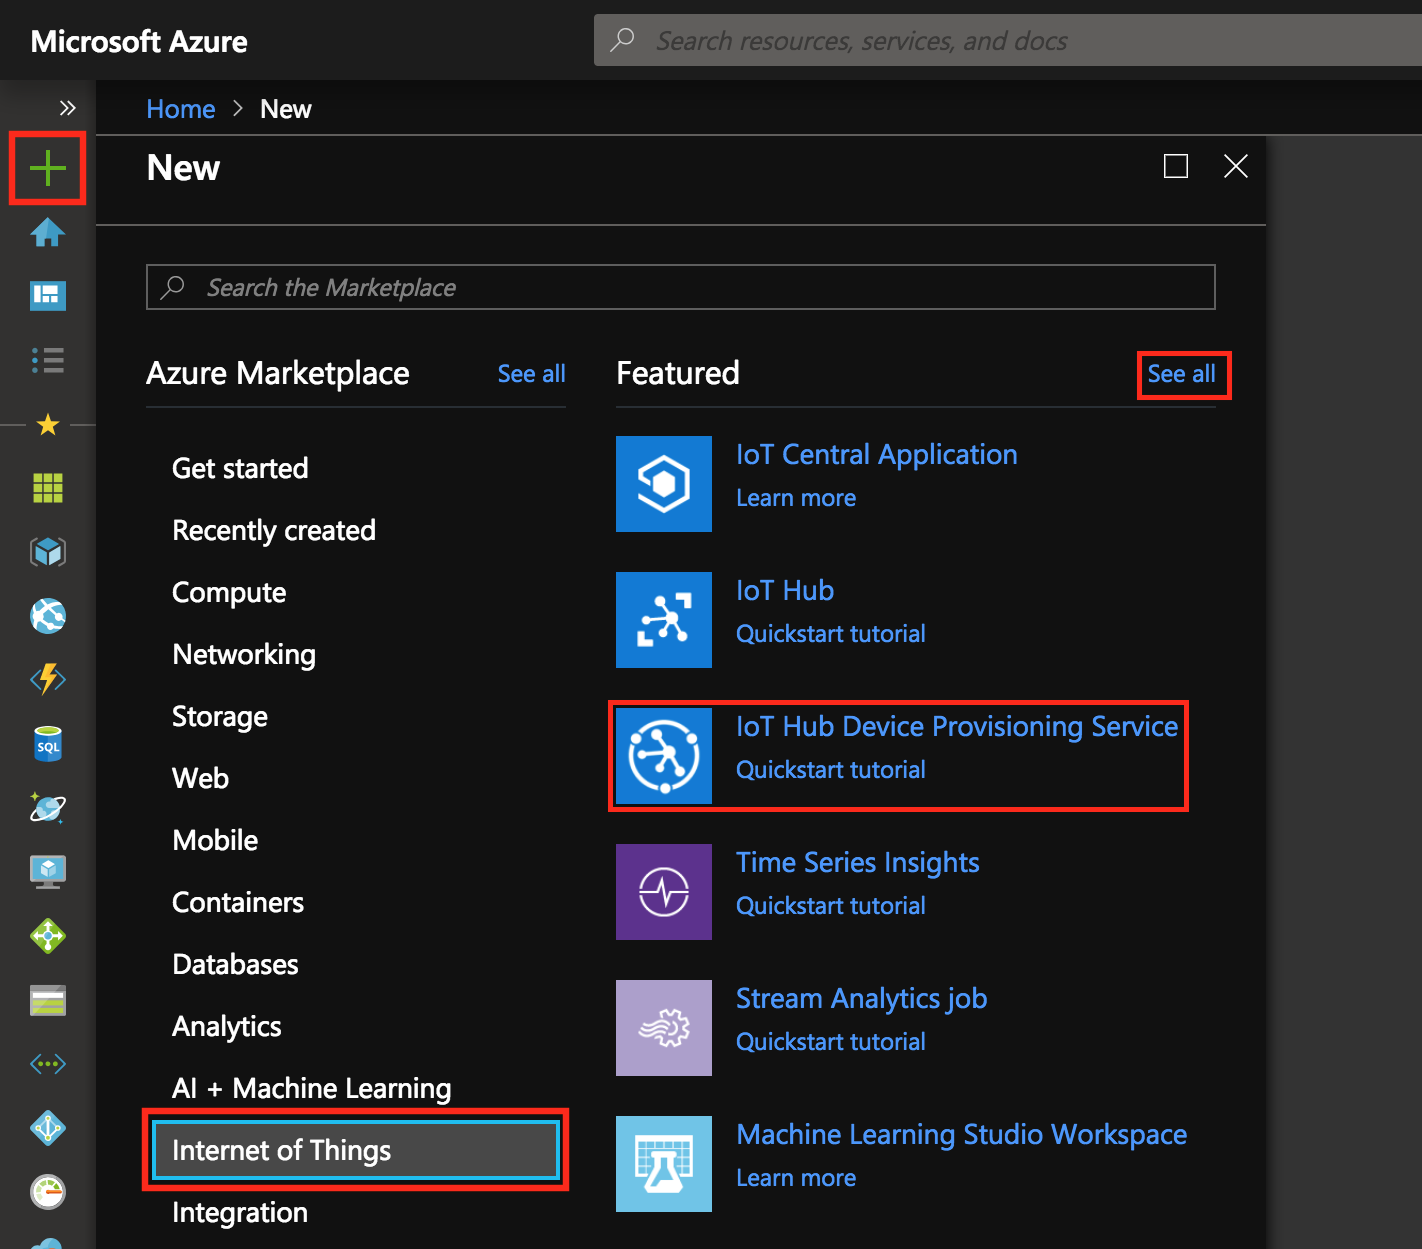 Microsoft Azure
Search resources, services, and docs
Home > New
New
Search the Marketplace
Azure Marketplace
See all
Get started
Recently created
Compute
Networking
Storage
Web
Mobile
Containers
Databases
Analytics
AI + Machine Learning
Internet of Things
Integration
Featured
See all
IoT Central Application
Learn more
IoT Hub
Quickstart tutorial
IoT Hub Device Provisioning Service
Quickstart tutorial
Time Series Insights
Quickstart tutorial
Stream Analytics job
Quickstart tutorial
Machine Learning Studio Workspace
Learn more
SQL